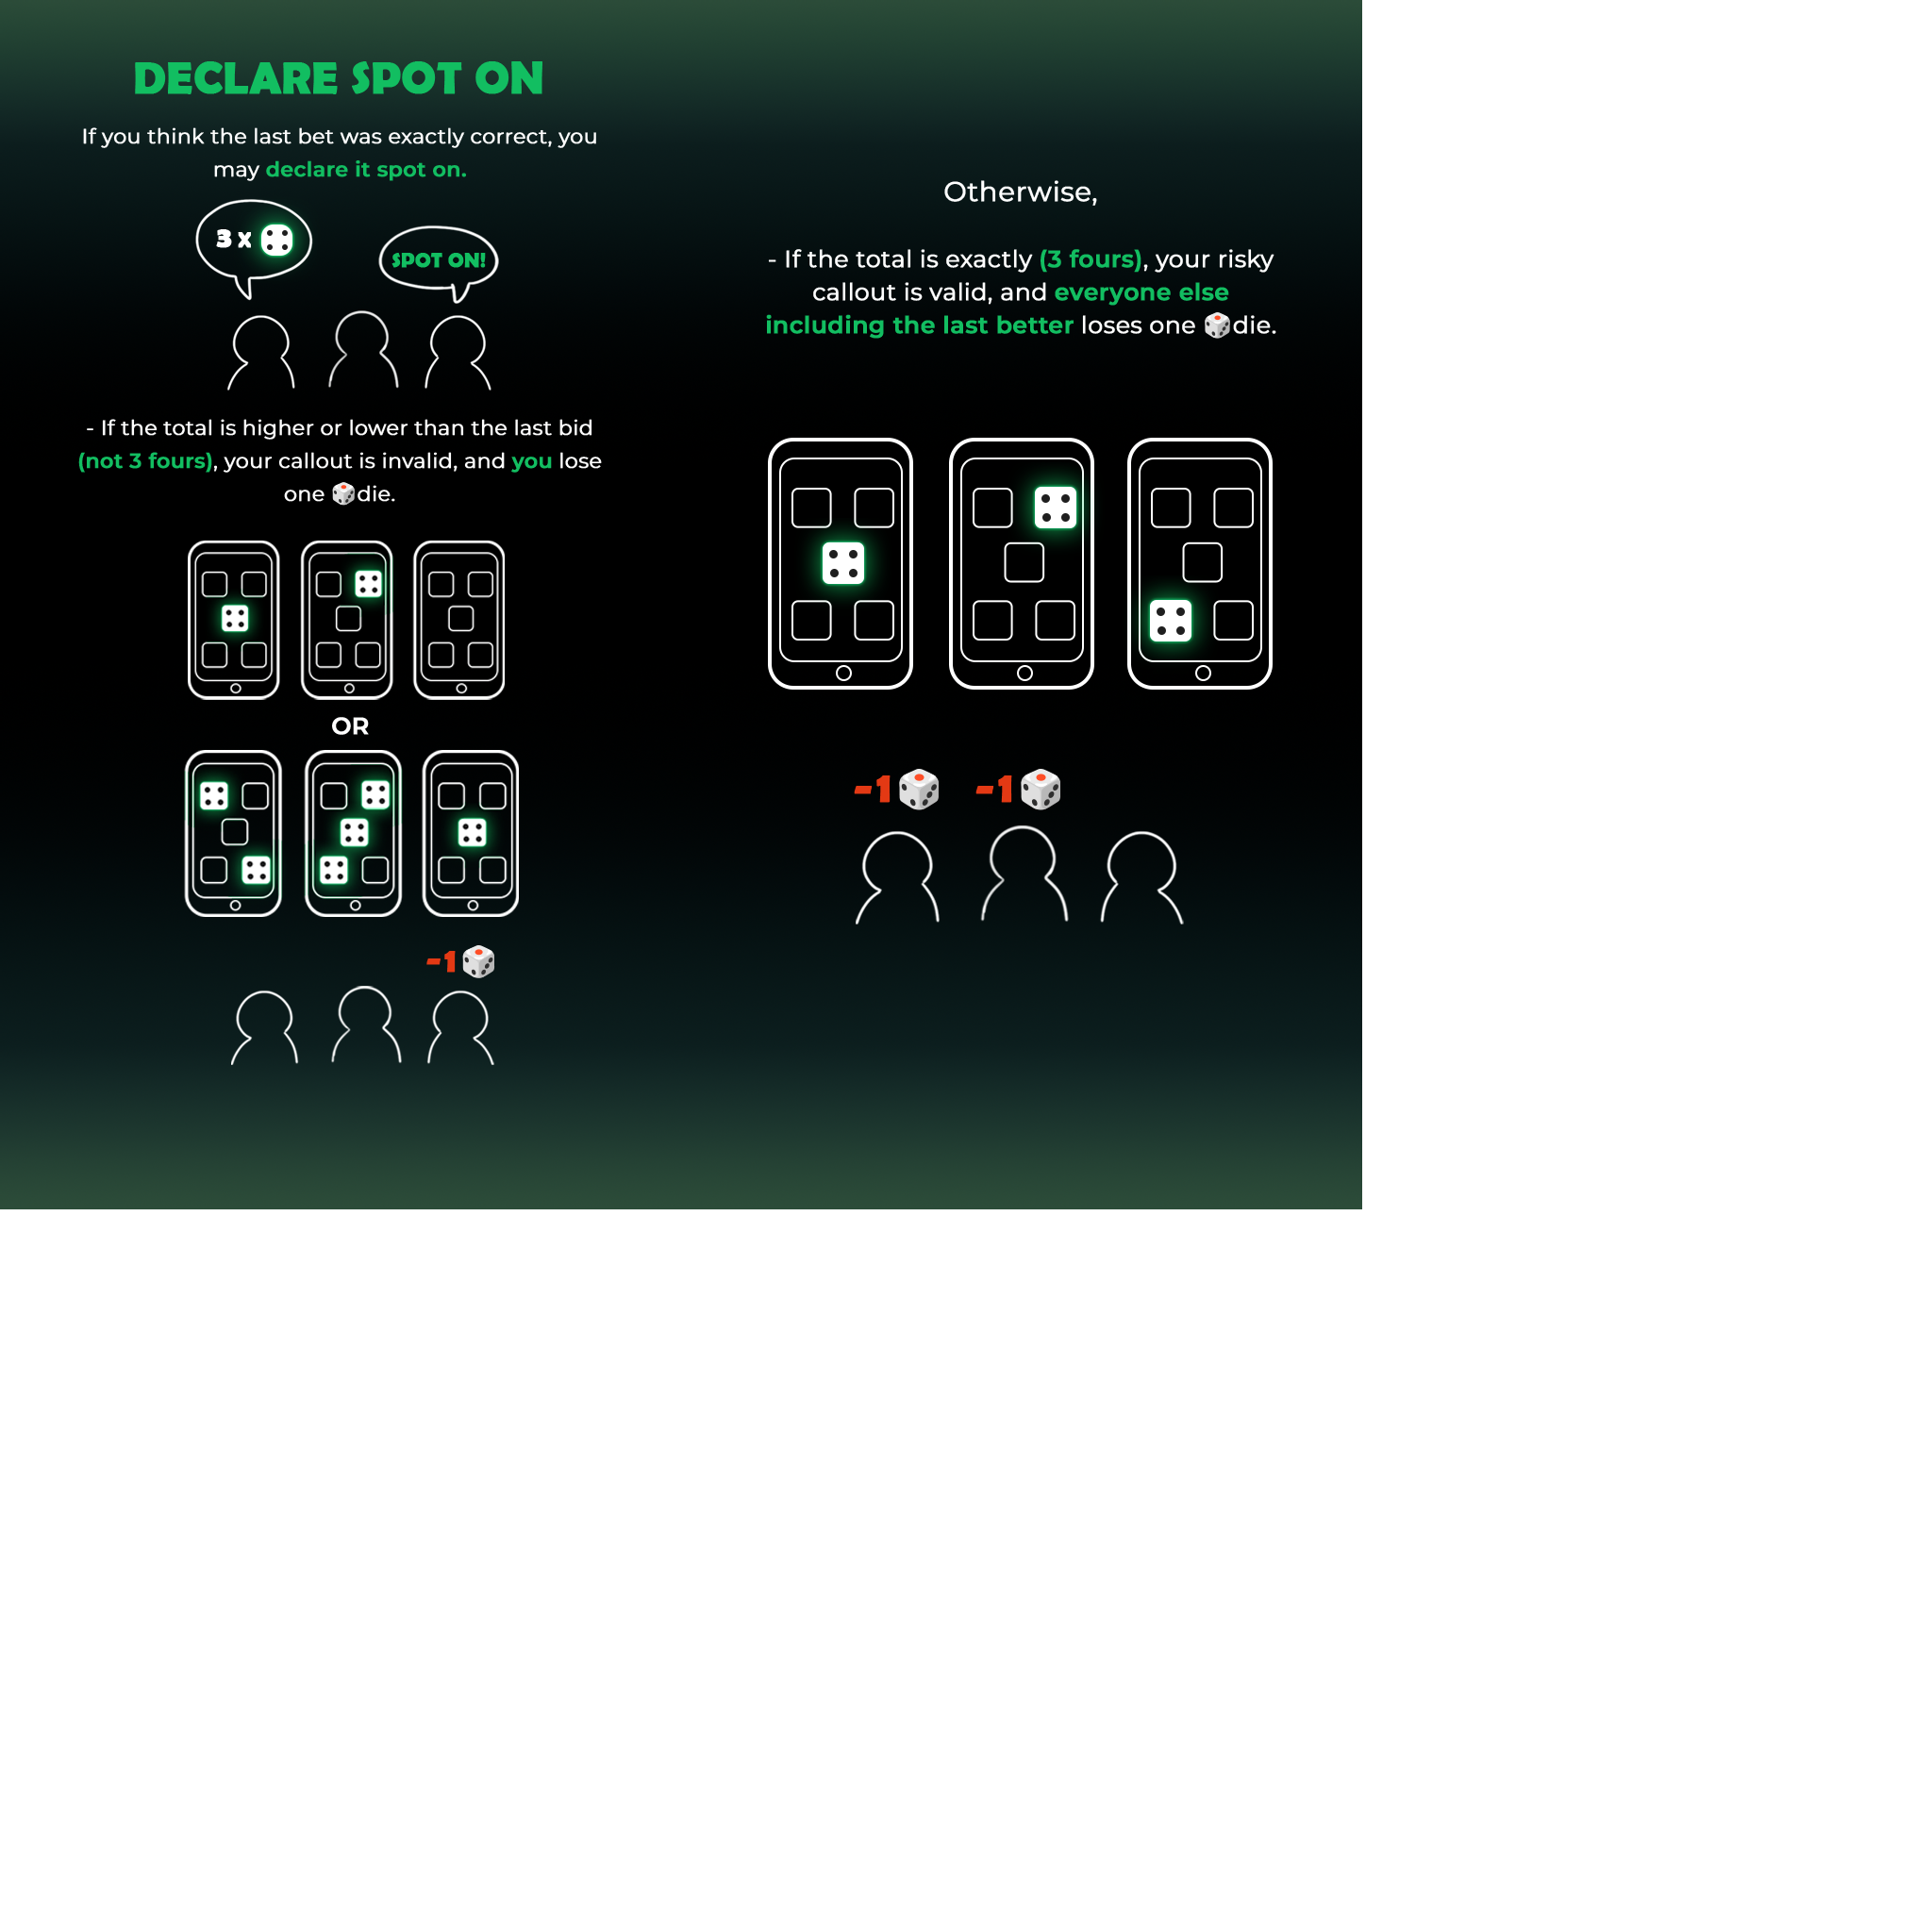 DECLARE SPOT ON
If you think the last bet was exactly correct, you
may declare it spot on.
3 x
SPOT ON!
- If the total is higher or lower than the last bid
(not 3 fours), your callout is invalid, and you lose
one 🎲die.
OR
-1
Otherwise,
- If the total is exactly (3 fours), your risky
callout is valid, and everyone else
including the last better loses one 🎲die.
-1 -1